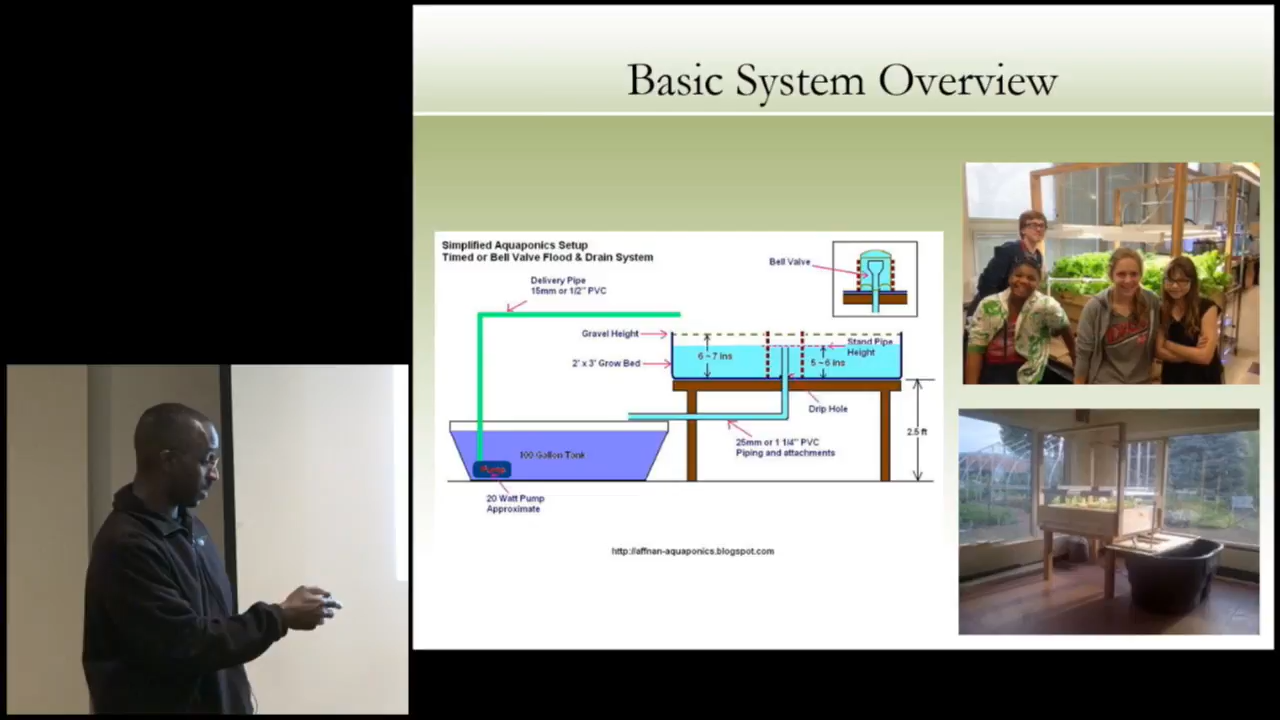 Basic System Overview
Simplified Aquaponics Setup
Timed or Bell Valve Flood & Drain System
Bell Valve
Delivery Pipe
15mm or 1/2" PVC
Gravel Height
Stand Pipe
Height
6 ~ 7 ins
5 ~ 6 ins
2' x 3' Grow Bed
Drip Hole
2.5 ft
25mm or 1 1/4" PVC
Piping and attachments
100 Gallon Tank
Pump
20 Watt Pump
Approximate
http://affnan-aquaponics.blogspot.com